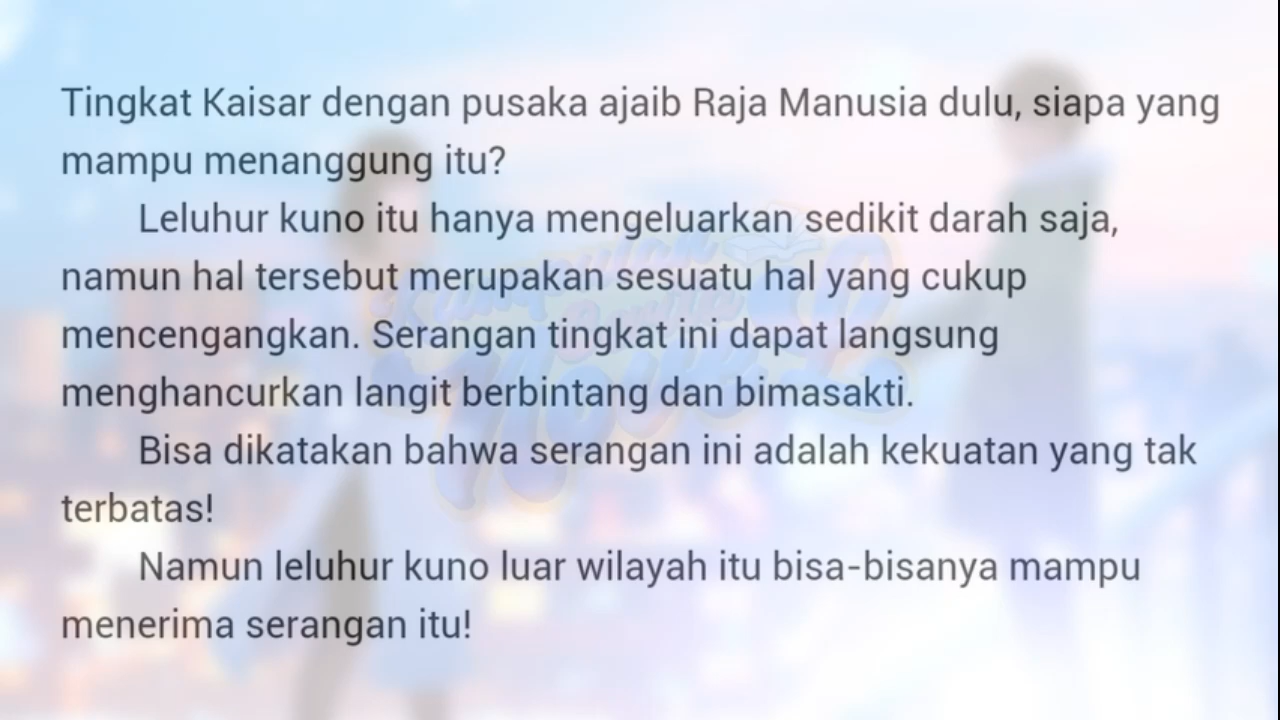 Tingkat Kaisar dengan pusaka ajaib Raja Manusia dulu, siapa yang
mampu menanggung itu?
Leluhur kuno itu hanya mengeluarkan sedikit darah saja,
namun hal tersebut merupakan sesuatu hal yang cukup
mencengangkan. Serangan tingkat ini dapat langsung
menghancurkan langit berbintang dan bimasakti.
Bisa dikatakan bahwa serangan ini adalah kekuatan yang tak
terbatas!
Namun leluhur kuno luar wilayah itu bisa-bisanya mampu
menerima serangan itu!